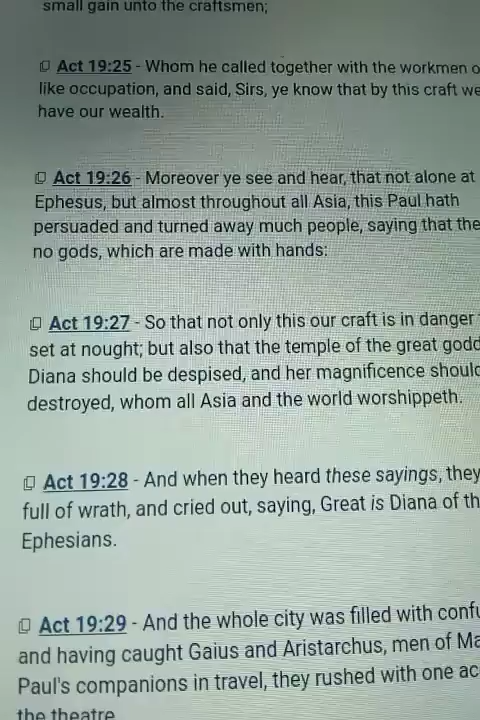 small gain unto the craftsmen;
Act 19:25 - Whom he called together with the workmen o
like occupation, and said, Sirs, ye know that by this craft we
have our wealth.
Act 19:26 - Moreover ye see and hear, that not alone at
Ephesus, but almost throughout all Asia, this Paul hath
persuaded and turned away much people, saying that the
no gods, which are made with hands:
Act 19:27 - So that not only this our craft is in danger
set at nought; but also that the temple of the great godd
Diana should be despised, and her magnificence should
destroyed, whom all Asia and the world worshippeth.
Act 19:28 - And when they heard these sayings, they
full of wrath, and cried out, saying, Great is Diana of th
Ephesians.
Act 19:29 - And the whole city was filled with confu
and having caught Gaius and Aristarchus, men of Ma
Paul's companions in travel, they rushed with one ac
the theatre